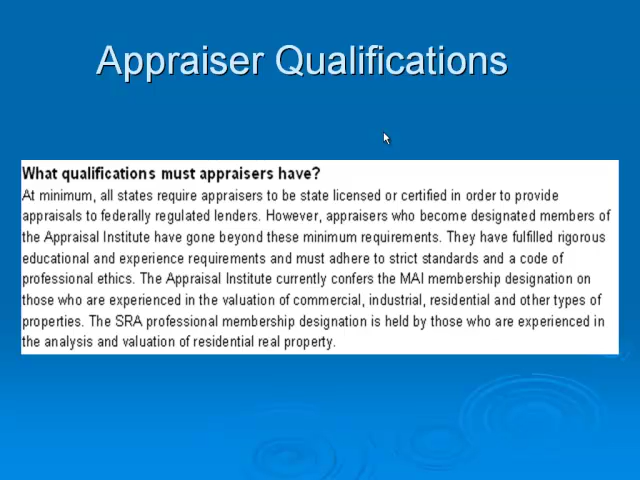 Appraiser Qualifications
What qualifications must appraisers have?
At minimum, all states require appraisers to be state licensed or certified in order to provide
appraisals to federally regulated lenders. However, appraisers who become designated members of
the Appraisal Institute have gone beyond these minimum requirements. They have fulfilled rigorous
educational and experience requirements and must adhere to strict standards and a code of
professional ethics. The Appraisal Institute currently confers the MAI membership designation on
those who are experienced in the valuation of commercial, industrial, residential and other types of
properties. The SRA professional membership designation is held by those who are experienced in
the analysis and valuation of residential real property.